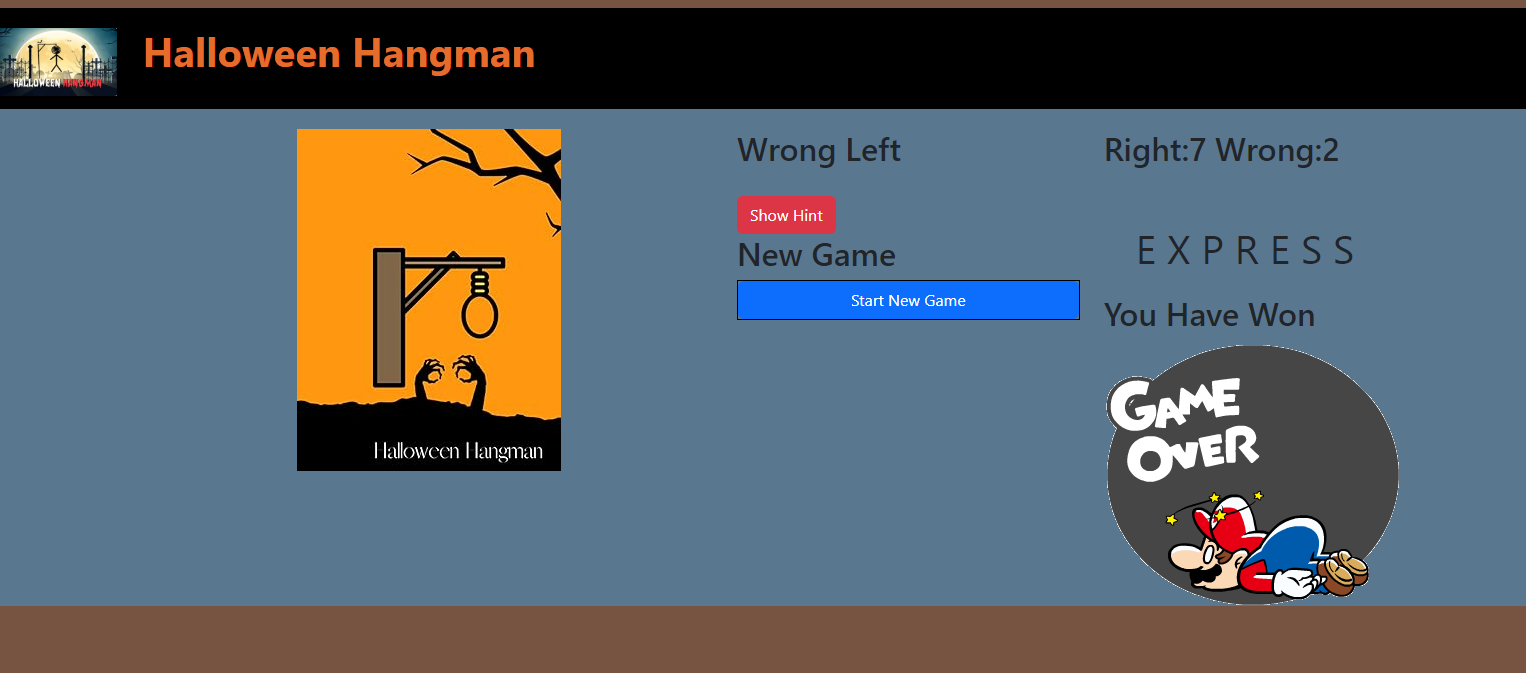 HALLOWEEN HANGMAN
Halloween Hangman
Halloween Hangman
Wrong Left
Show Hint
New Game
Start New Game
Right:7 Wrong:2
E X P R E S S
You Have Won
GAME
OVER